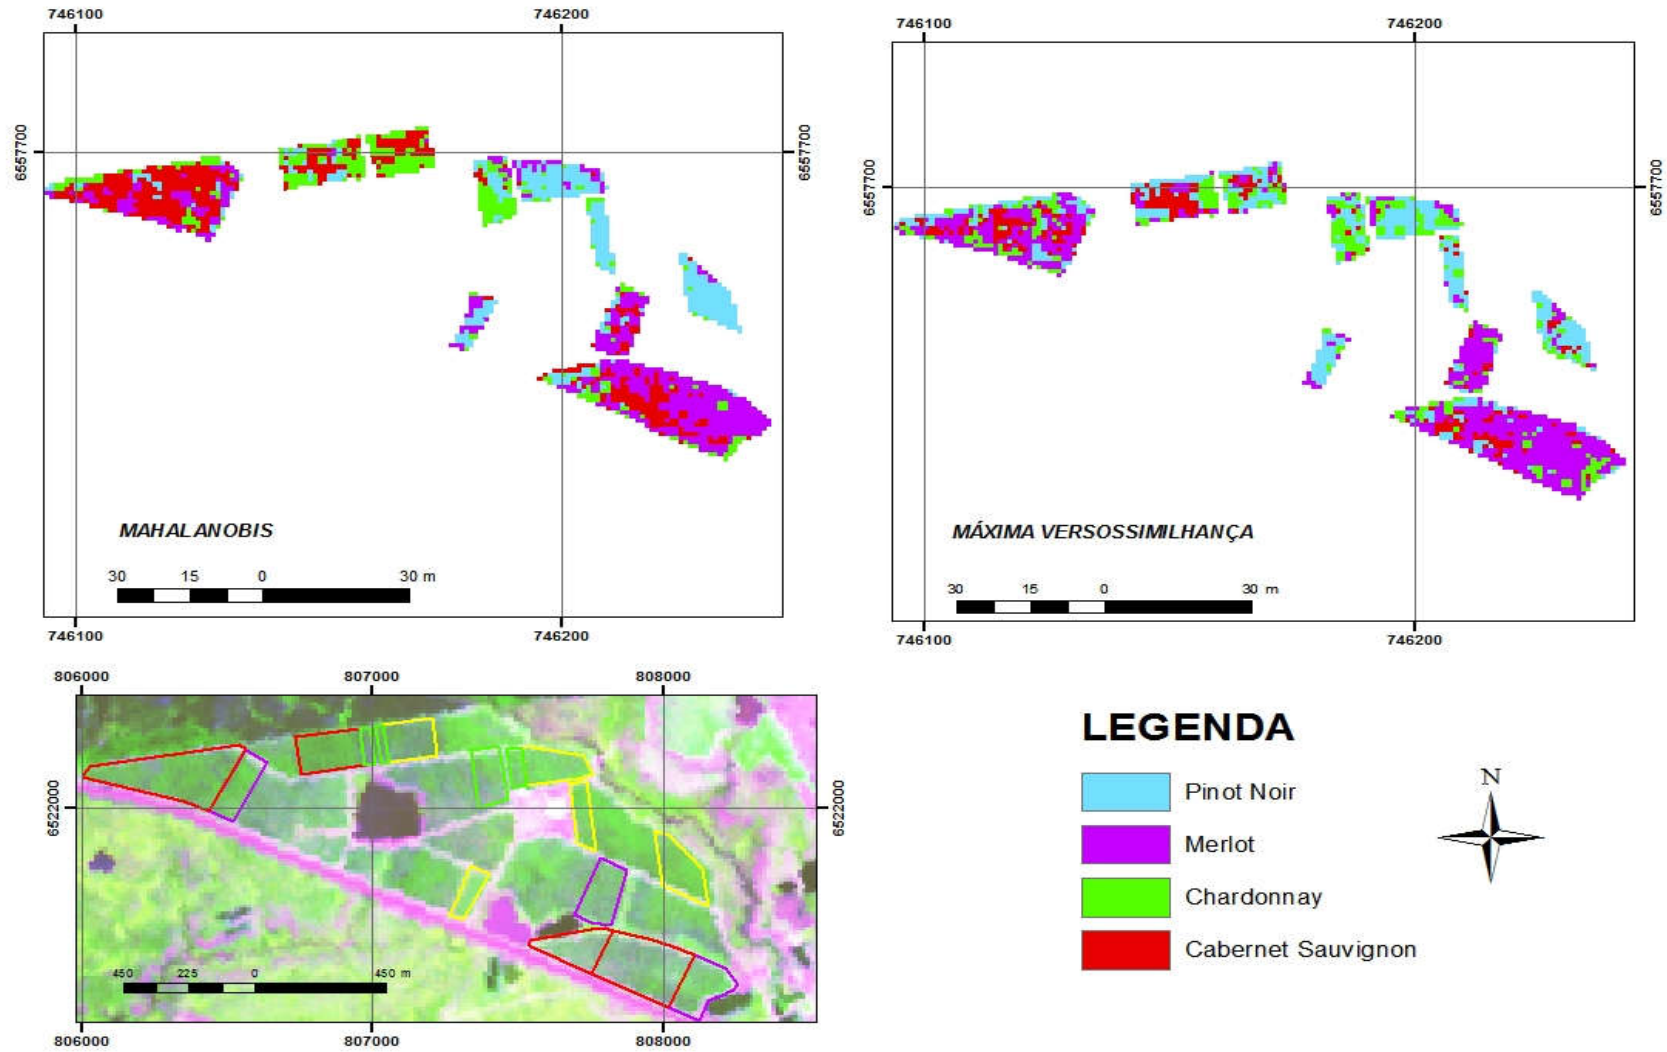 746100 746200
746100 746200
6557700 6557700
6557700 6557700
MAHALANOBIS
MÁXIMA VERSOSSIMILHANÇA
30 15 0 30 m
30 15 0 30 m
746100 746200
746100 746200
806000 807000 808000
LEGENDA
Pinot Noir
Merlot
Chardonnay
Cabernet Sauvignon
N
6522000 6522000
450 225 0 450 m
806000 807000 808000